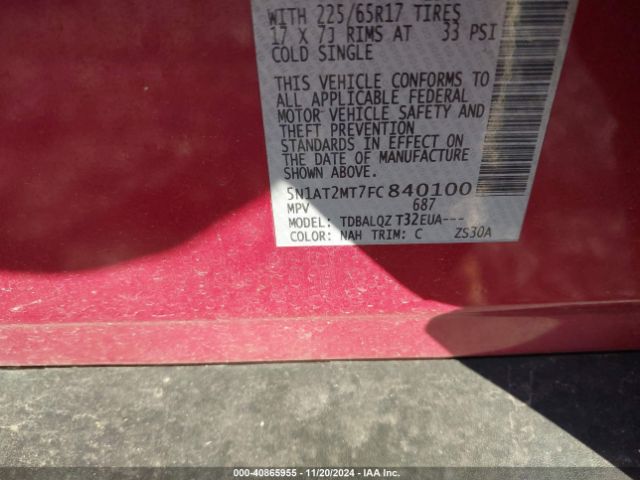 WITH 225/65R17 TIRES
17 X 7J RIMS AT 33 PSI
COLD SINGLE
THIS VEHICLE CONFORMS TO
ALL APPLICABLE FEDERAL
MOTOR VEHICLE SAFETY AND
THEFT PREVENTION
STANDARDS IN EFFECT ON
THE DATE OF MANUFACTURE
SHOWN ABOVE.
5N1AT2MT7FC840100
MPV 687
MODEL: TDBALQZ T32EUA---
COLOR: NAH TRIM: C ZS30A
000-40865955 - 11/20/2024 - IAA Inc.